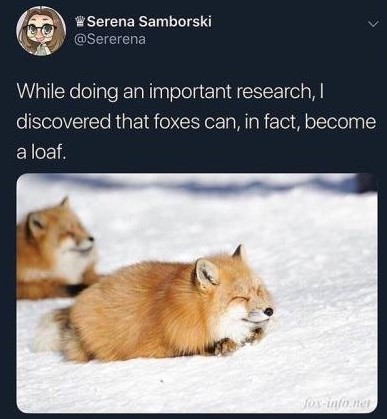 ♕Serena Samborski
@Sererena
While doing an important research, I
discovered that foxes can, in fact, become
a loaf.
fox-info.net